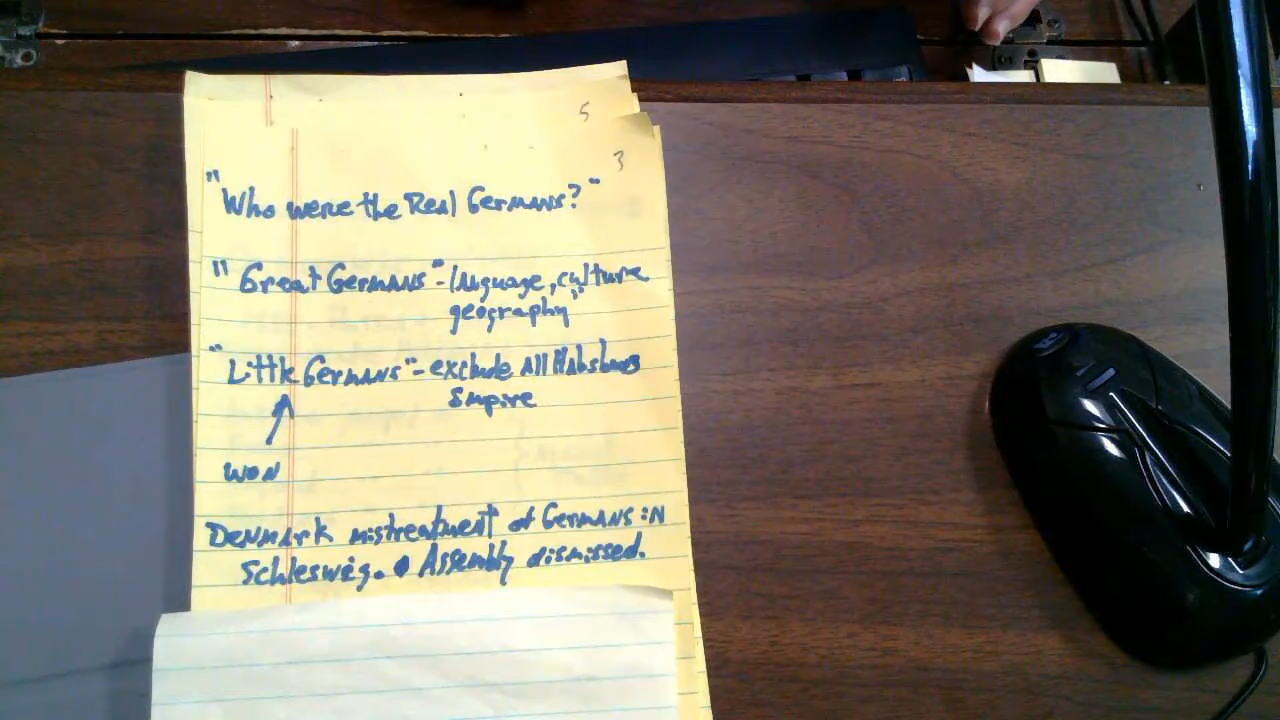 5
3
"Who were the Real Germans?"
"Great Germans"- language, culture
geography"
"Little Germans"- exclude All Habsburg
Empire
WON
Denmark mistreatment of Germans in
Schleswig. Assembly dismissed.